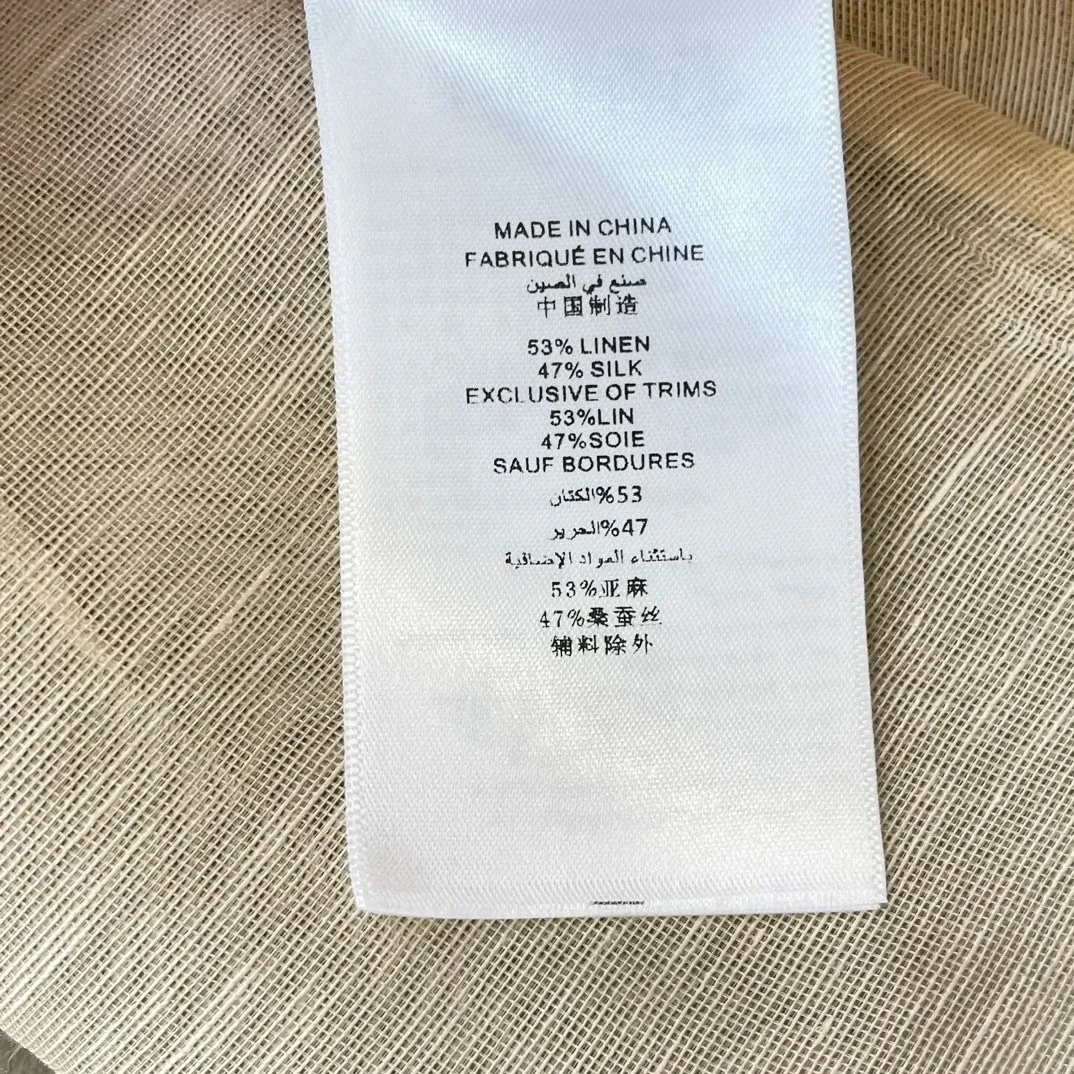 MADE IN CHINA
FABRIQUÉ EN CHINE
صنع في الصين
中国制造
53% LINEN
47% SILK
EXCLUSIVE OF TRIMS
53%LIN
47%SOIE
SAUF BORDURES
53%الكتان
47%الحرير
باستثناء المواد الإضافية
53%亚麻
47%桑蚕丝
辅料除外